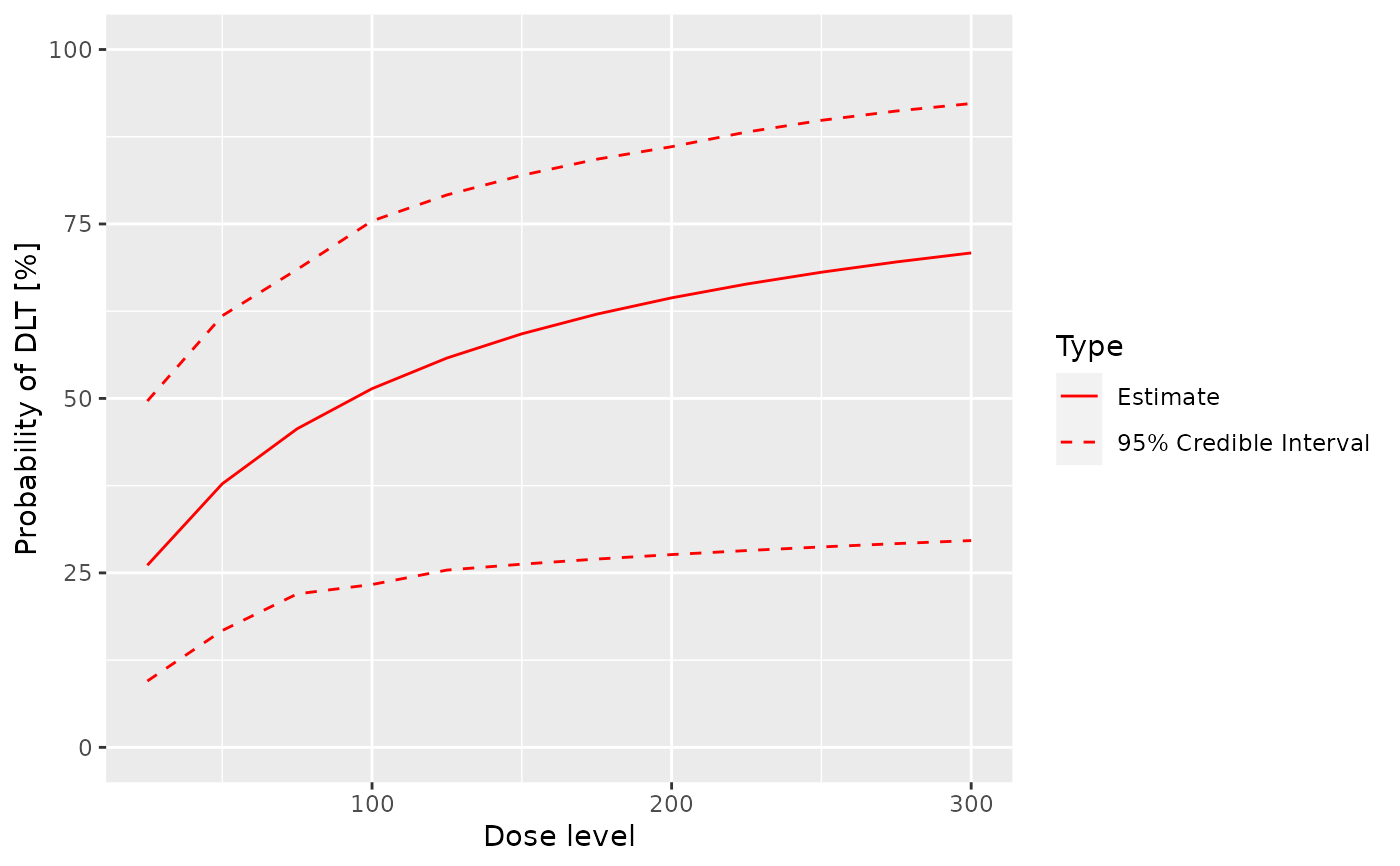 100
75
50
25
0
Probability of DLT [%]
100
200
300
Dose level
Type
Estimate
95% Credible Interval